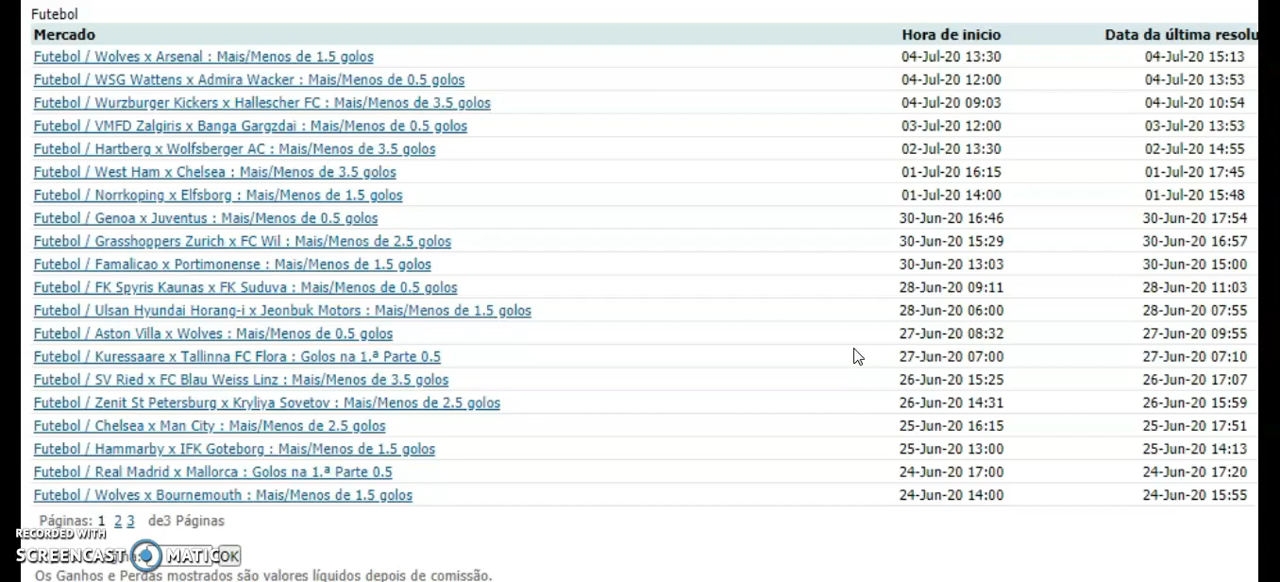 Futebol
Mercado Hora de inicio Data da última resolu
Futebol / Wolves x Arsenal : Mais/Menos de 1.5 golos 04-Jul-20 13:30 04-Jul-20 15:13
Futebol / WSG Wattens x Admira Wacker : Mais/Menos de 0.5 golos 04-Jul-20 12:00 04-Jul-20 13:53
Futebol / Wurzburger Kickers x Hallescher FC : Mais/Menos de 3.5 golos 04-Jul-20 09:03 04-Jul-20 10:54
Futebol / VMFD Zalgiris x Banga Gargzdai : Mais/Menos de 0.5 golos 03-Jul-20 12:00 03-Jul-20 13:53
Futebol / Hartberg x Wolfsberger AC : Mais/Menos de 3.5 golos 02-Jul-20 13:30 02-Jul-20 14:55
Futebol / West Ham x Chelsea : Mais/Menos de 3.5 golos 01-Jul-20 16:15 01-Jul-20 17:45
Futebol / Norrkoping x Elfsborg : Mais/Menos de 1.5 golos 01-Jul-20 14:00 01-Jul-20 15:48
Futebol / Genoa x Juventus : Mais/Menos de 0.5 golos 30-Jun-20 16:46 30-Jun-20 17:54
Futebol / Grasshoppers Zurich x FC Wil : Mais/Menos de 2.5 golos 30-Jun-20 15:29 30-Jun-20 16:57
Futebol / Famalicao x Portimonense : Mais/Menos de 1.5 golos 30-Jun-20 13:03 30-Jun-20 15:00
Futebol / FK Spyris Kaunas x FK Suduva : Mais/Menos de 0.5 golos 28-Jun-20 09:11 28-Jun-20 11:03
Futebol / Ulsan Hyundai Horang-i x Jeonbuk Motors : Mais/Menos de 1.5 golos 28-Jun-20 06:00 28-Jun-20 07:55
Futebol / Aston Villa x Wolves : Mais/Menos de 0.5 golos 27-Jun-20 08:32 27-Jun-20 09:55
Futebol / Kuressaare x Tallinna FC Flora : Golos na 1.ª Parte 0.5 27-Jun-20 07:00 27-Jun-20 07:10
Futebol / SV Ried x FC Blau Weiss Linz : Mais/Menos de 3.5 golos 26-Jun-20 15:25 26-Jun-20 17:07
Futebol / Zenit St Petersburg x Kryliya Sovetov : Mais/Menos de 2.5 golos 26-Jun-20 14:31 26-Jun-20 15:59
Futebol / Chelsea x Man City : Mais/Menos de 2.5 golos 25-Jun-20 16:15 25-Jun-20 17:51
Futebol / Hammarby x IFK Goteborg : Mais/Menos de 1.5 golos 25-Jun-20 13:00 25-Jun-20 14:13
Futebol / Real Madrid x Mallorca : Golos na 1.ª Parte 0.5 24-Jun-20 17:00 24-Jun-20 17:20
Futebol / Wolves x Bournemouth : Mais/Menos de 1.5 golos 24-Jun-20 14:00 24-Jun-20 15:55
Páginas: 1 2 3 de3 Páginas
RECORDED WITH
SCREENCAST MATIC OK
Os Ganhos e Perdas mostrados são valores líquidos depois de comissão.